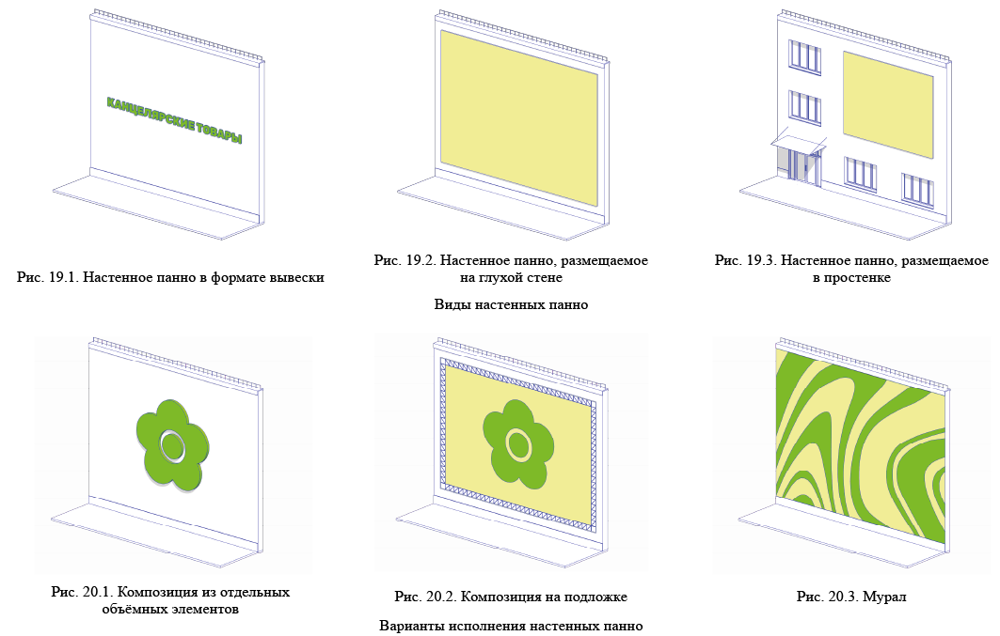 КАНЦЕЛЯРСКИЕ ТОВАРЫ
Рис. 19.1. Настенное панно в формате вывески
Рис. 19.2. Настенное панно, размещаемое
на глухой стене
Рис. 19.3. Настенное панно, размещаемое
в простенке
Виды настенных панно
Рис. 20.1. Композиция из отдельных
объёмных элементов
Рис. 20.2. Композиция на подложке
Рис. 20.3. Мурал
Варианты исполнения настенных панно